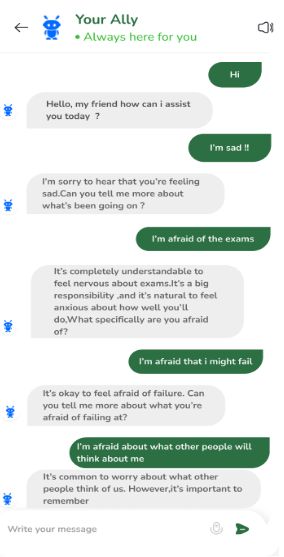 Your Ally
• Always here for you
Hi
Hello, my friend how can i assist
you today ?
I'm sad !!
I'm sorry to hear that you're feeling
sad.Can you tell me more about
what's been going on ?
I'm afraid of the exams
It's completely understandable to
feel nervous about exams.It's a big
responsibility ,and it's natural to feel
anxious about how well you'll
do,What specifically are you afraid
of?
I'm afraid that i might fail
It's okay to feel afraid of failure. Can
you tell me more about what you're
afraid of failing at?
I'm afraid about what other people will
think about me
It's common to worry about what other
people think of us. However,it's important to
remember
Write your message